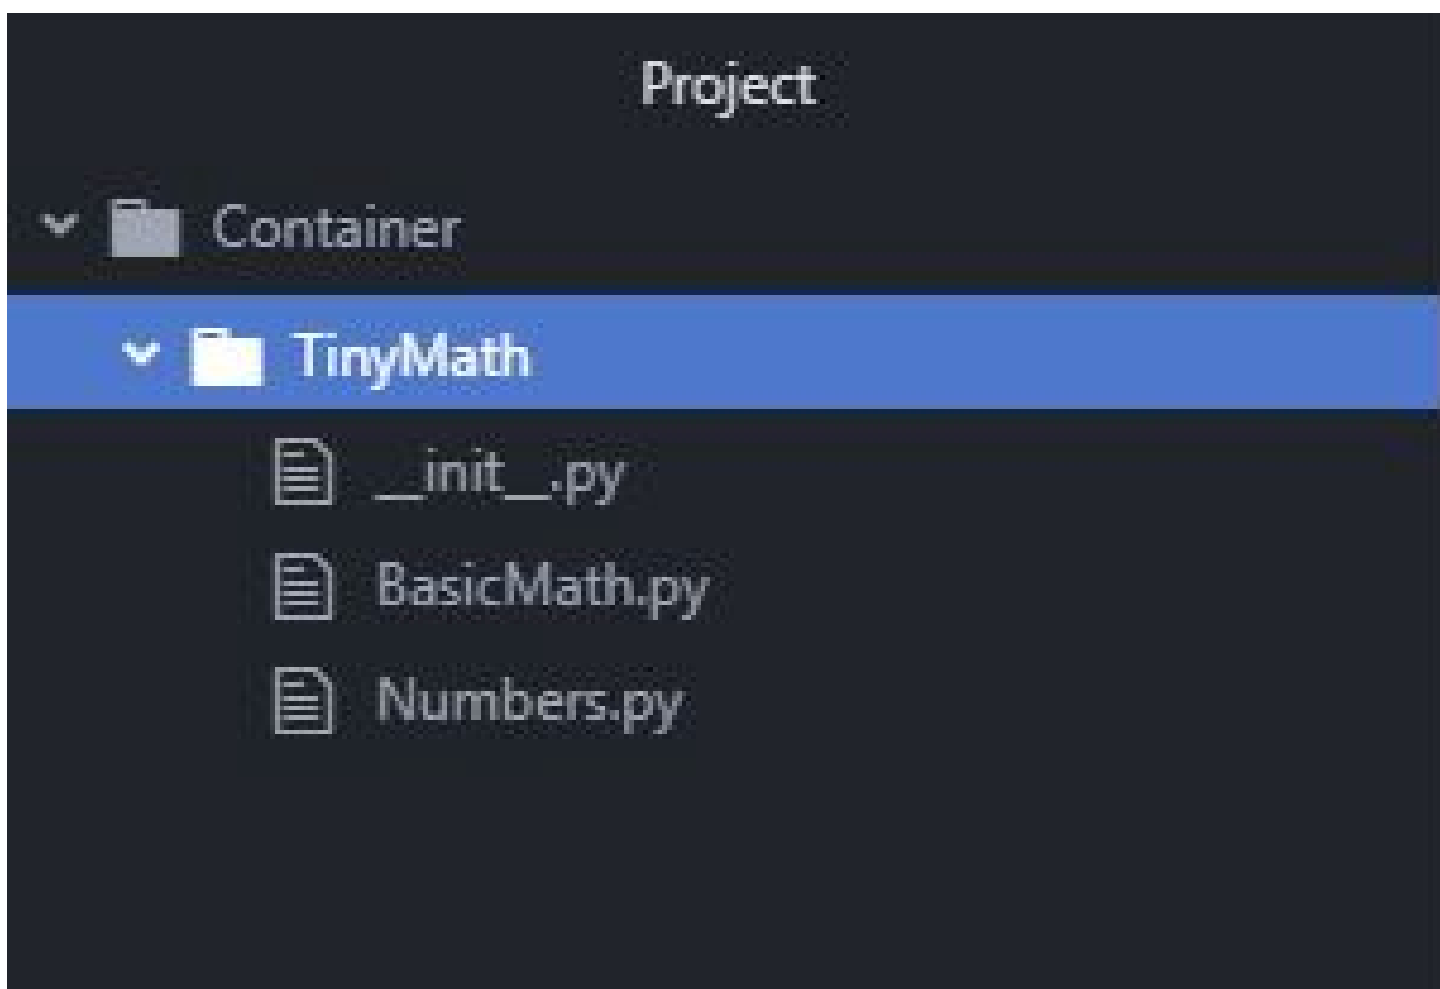 Project
Container
TinyMath
__init__.py
BasicMath.py
Numbers.py